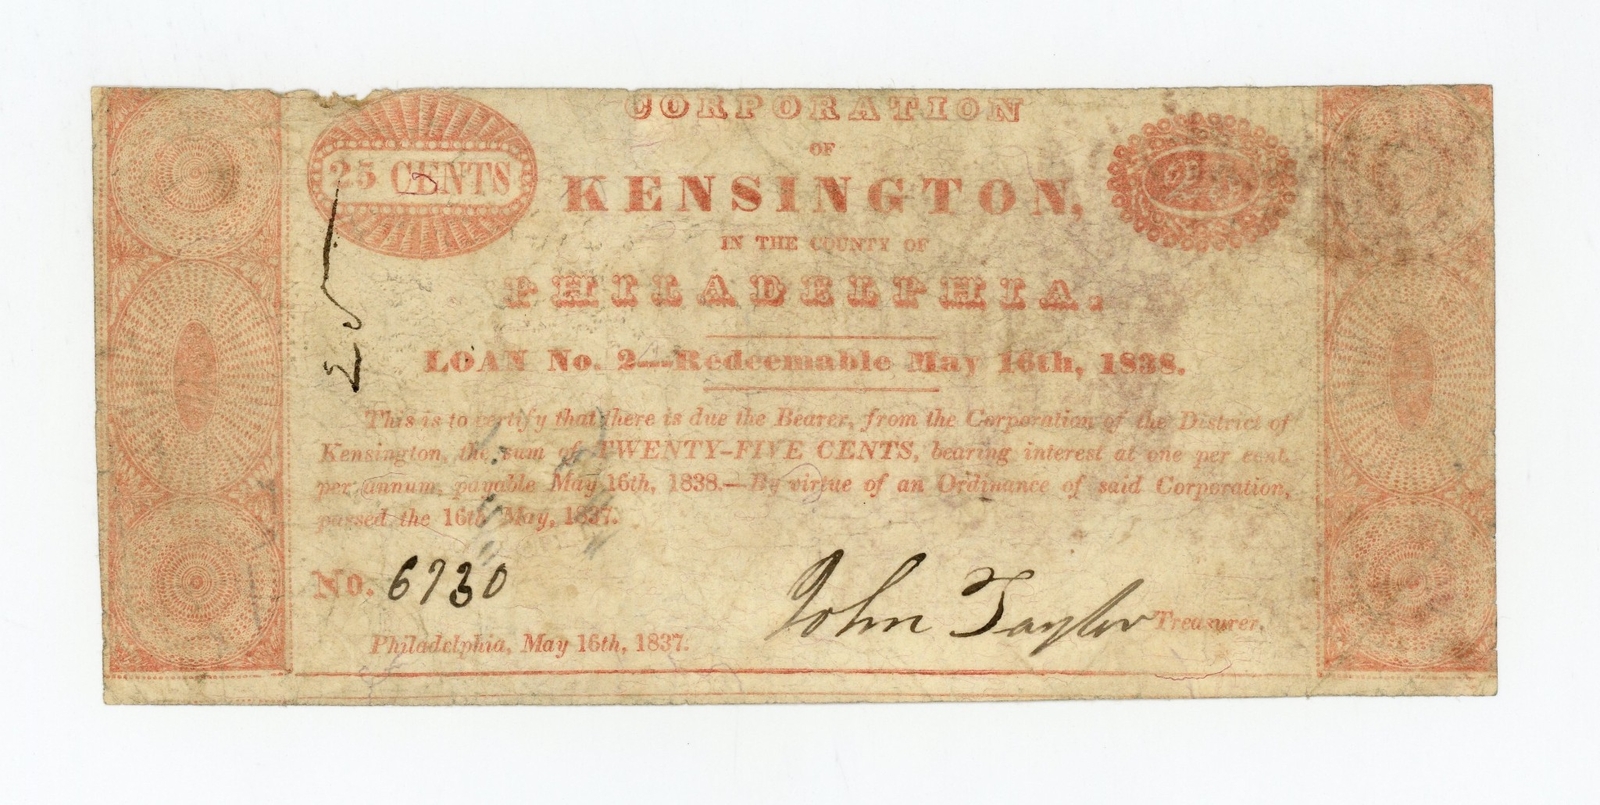 CORPORATION
OF
25 CENTS
KENSINGTON,
25
IN THE COUNTY OF
PHILADELPHIA.
LOAN No. 2—Redeemable May 16th, 1838.
This is to certify that there is due the Bearer, from the Corporation of the District of
Kensington, the sum of TWENTY-FIVE CENTS, bearing interest at one per cent.
per annum, payable May 16th, 1838.—By virtue of an Ordinance of said Corporation,
passed the 16th May, 1837.
No. 6730
John Taylor Treasurer.
Philadelphia, May 16th, 1837.